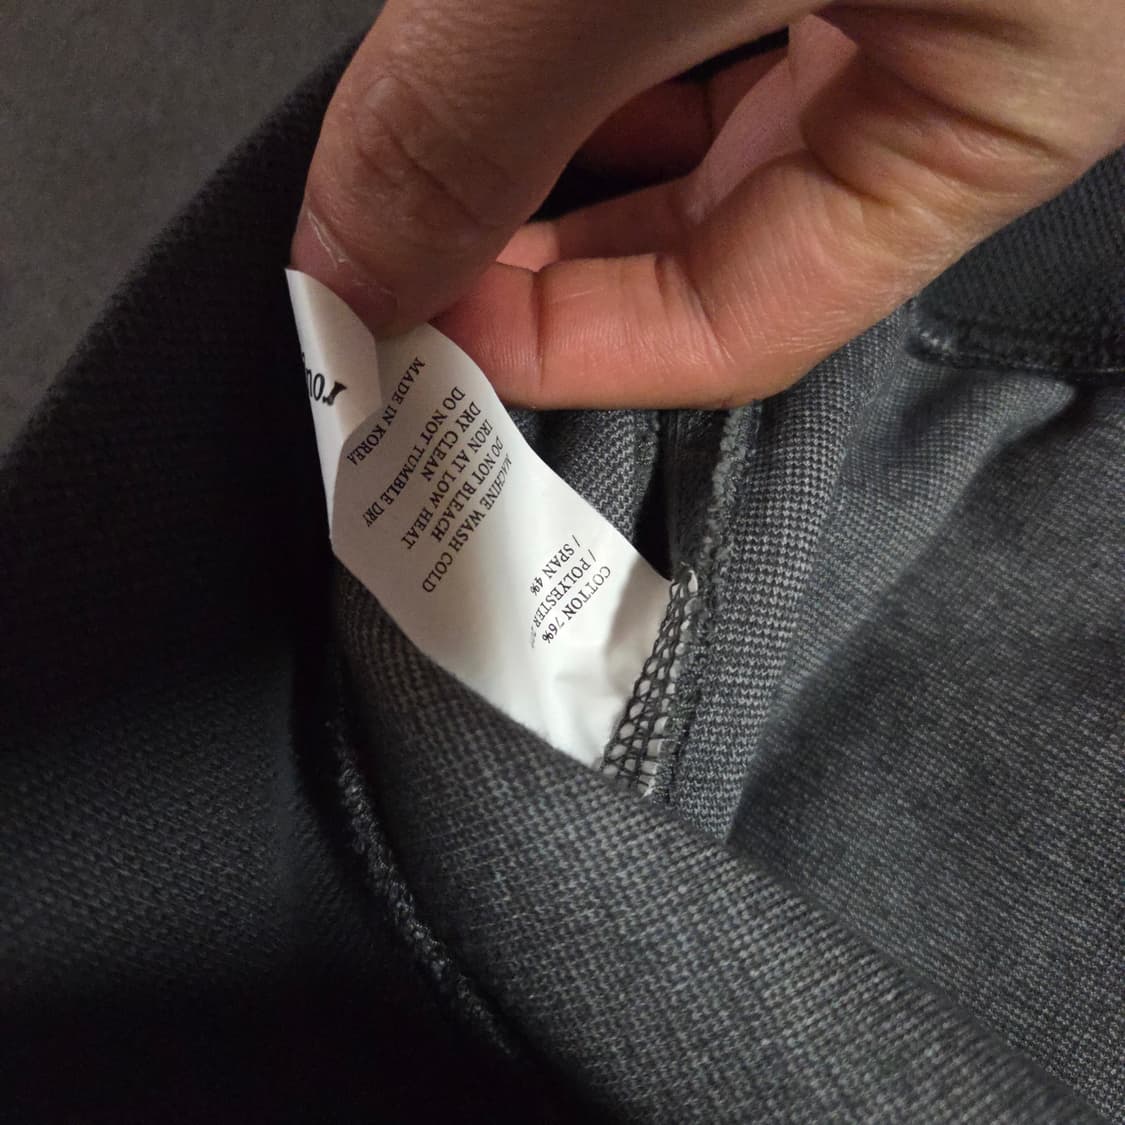 COTTON 76%
/ POLYESTER
/ SPAN 4%
MACHINE WASH COLD
DO NOT BLEACH
IRON AT LOW HEAT
DRY CLEAN
DO NOT TUMBLE DRY
MADE IN KOREA